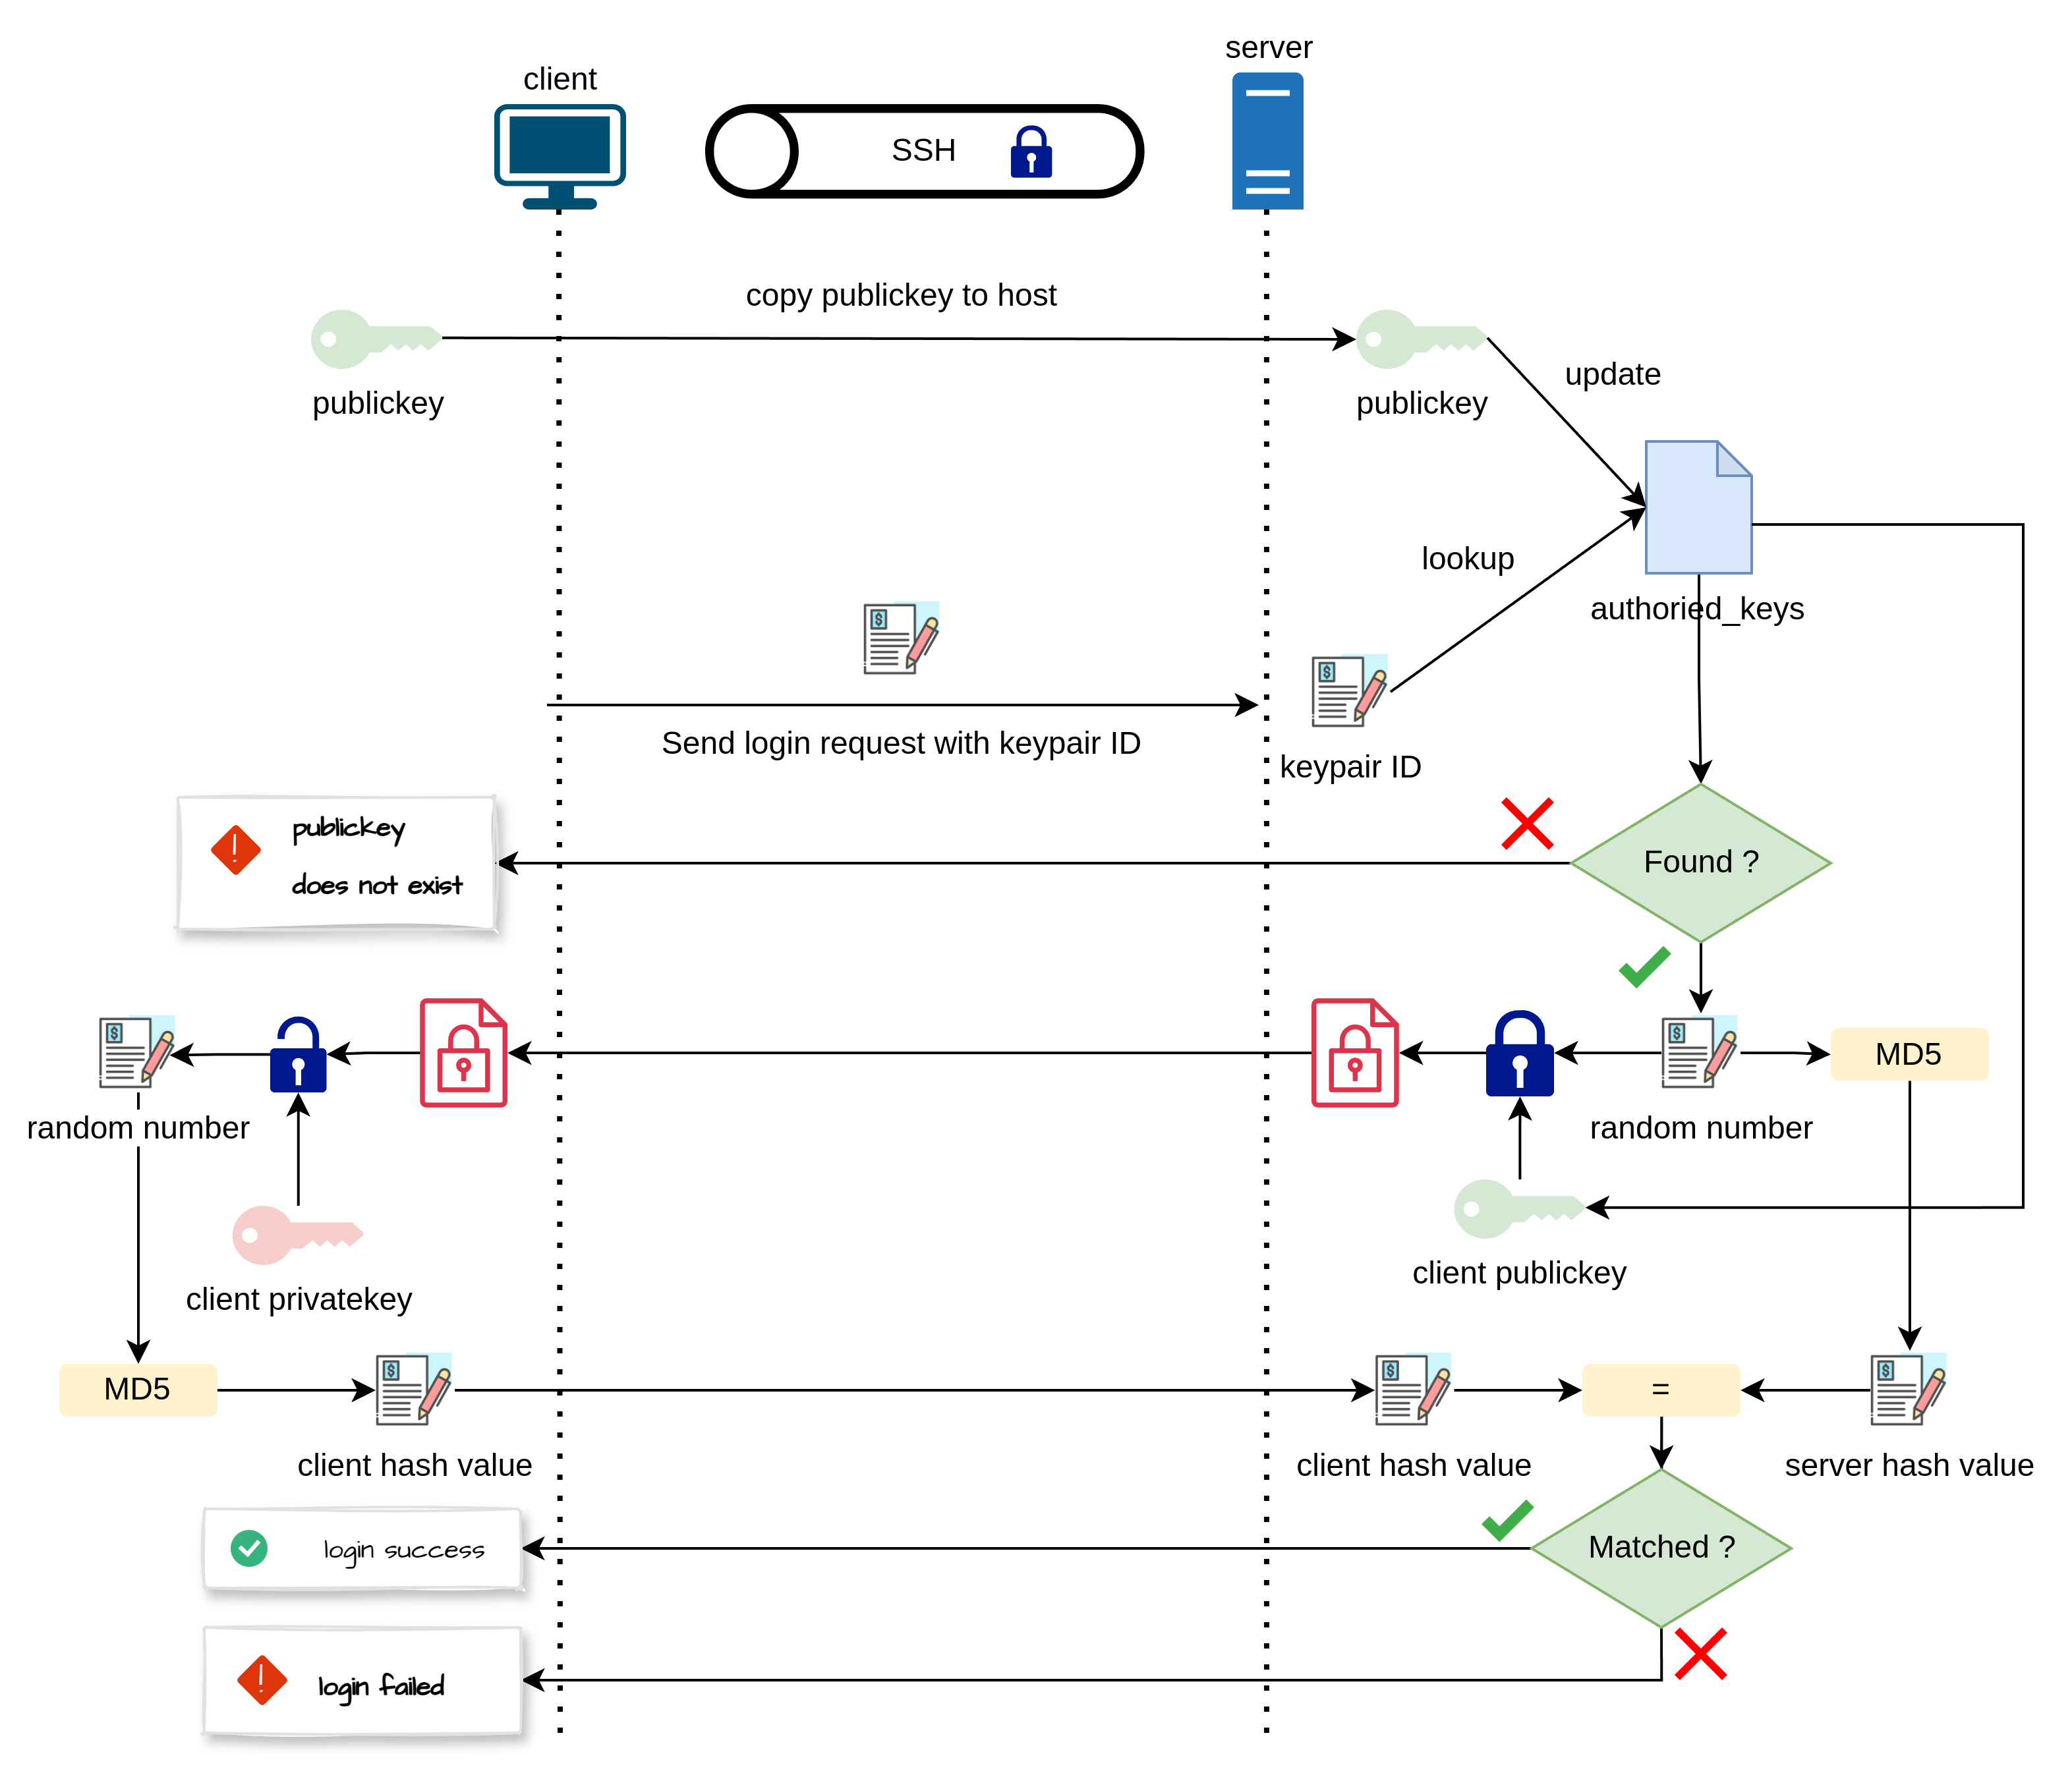 server
client
SSH
copy publickey to host
update
publickey
publickey
lookup
authoried_keys
Send login request with keypair ID
keypair ID
publickey
does not exist
Found ?
MD5
random number
random number
client publickey
client privatekey
MD5
=
client hash value
client hash value
server hash value
login success
Matched ?
login failed